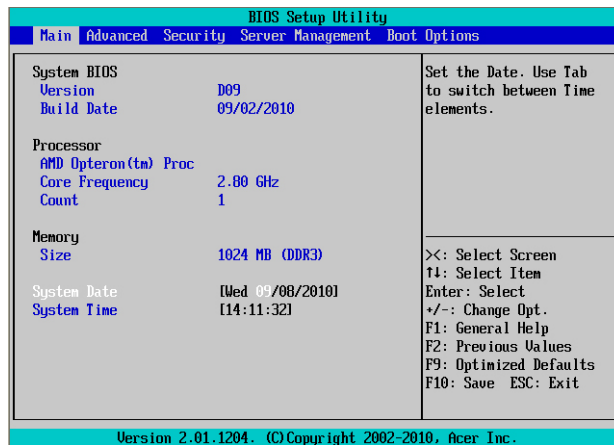 BIOS Setup Utility
Main Advanced Security Server Management Boot Options
System BIOS
Version D09
Build Date 09/02/2010
Processor
AMD Opteron(tm) Proc
Core Frequency 2.80 GHz
Count 1
Memory
Size 1024 MB (DDR3)
System Date [Wed 09/08/2010]
System Time [14:11:32]
Set the Date. Use Tab
to switch between Time
elements.
><: Select Screen
↑↓: Select Item
Enter: Select
+/-: Change Opt.
F1: General Help
F2: Previous Values
F9: Optimized Defaults
F10: Save ESC: Exit
Version 2.01.1204. (C)Copyright 2002-2010, Acer Inc.